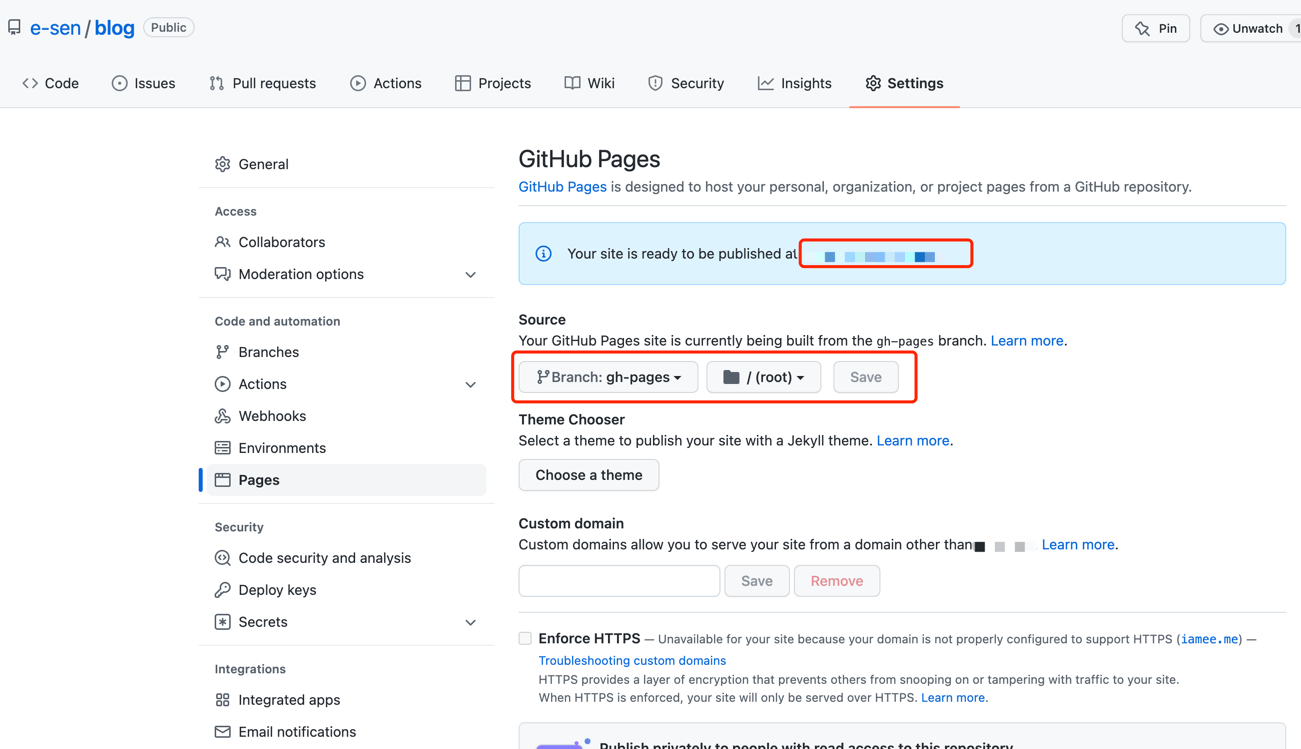 e-sen / blog Public
Pin
Unwatch 1
Code
Issues
Pull requests
Actions
Projects
Wiki
Security
Insights
Settings
General
Access
Collaborators
Moderation options
Code and automation
Branches
Actions
Webhooks
Environments
Pages
Security
Code security and analysis
Deploy keys
Secrets
Integrations
Integrated apps
Email notifications
GitHub Pages
GitHub Pages is designed to host your personal, organization, or project pages from a GitHub repository.
Your site is ready to be published at
Source
Your GitHub Pages site is currently being built from the gh-pages branch. Learn more.
Branch: gh-pages
/ (root)
Save
Theme Chooser
Select a theme to publish your site with a Jekyll theme. Learn more.
Choose a theme
Custom domain
Custom domains allow you to serve your site from a domain other than Learn more.
Save
Remove
Enforce HTTPS — Unavailable for your site because your domain is not properly configured to support HTTPS (iamee.me) —
Troubleshooting custom domains
HTTPS provides a layer of encryption that prevents others from snooping on or tampering with traffic to your site.
When HTTPS is enforced, your site will only be served over HTTPS. Learn more.
Publish privately to people with read access to this repository